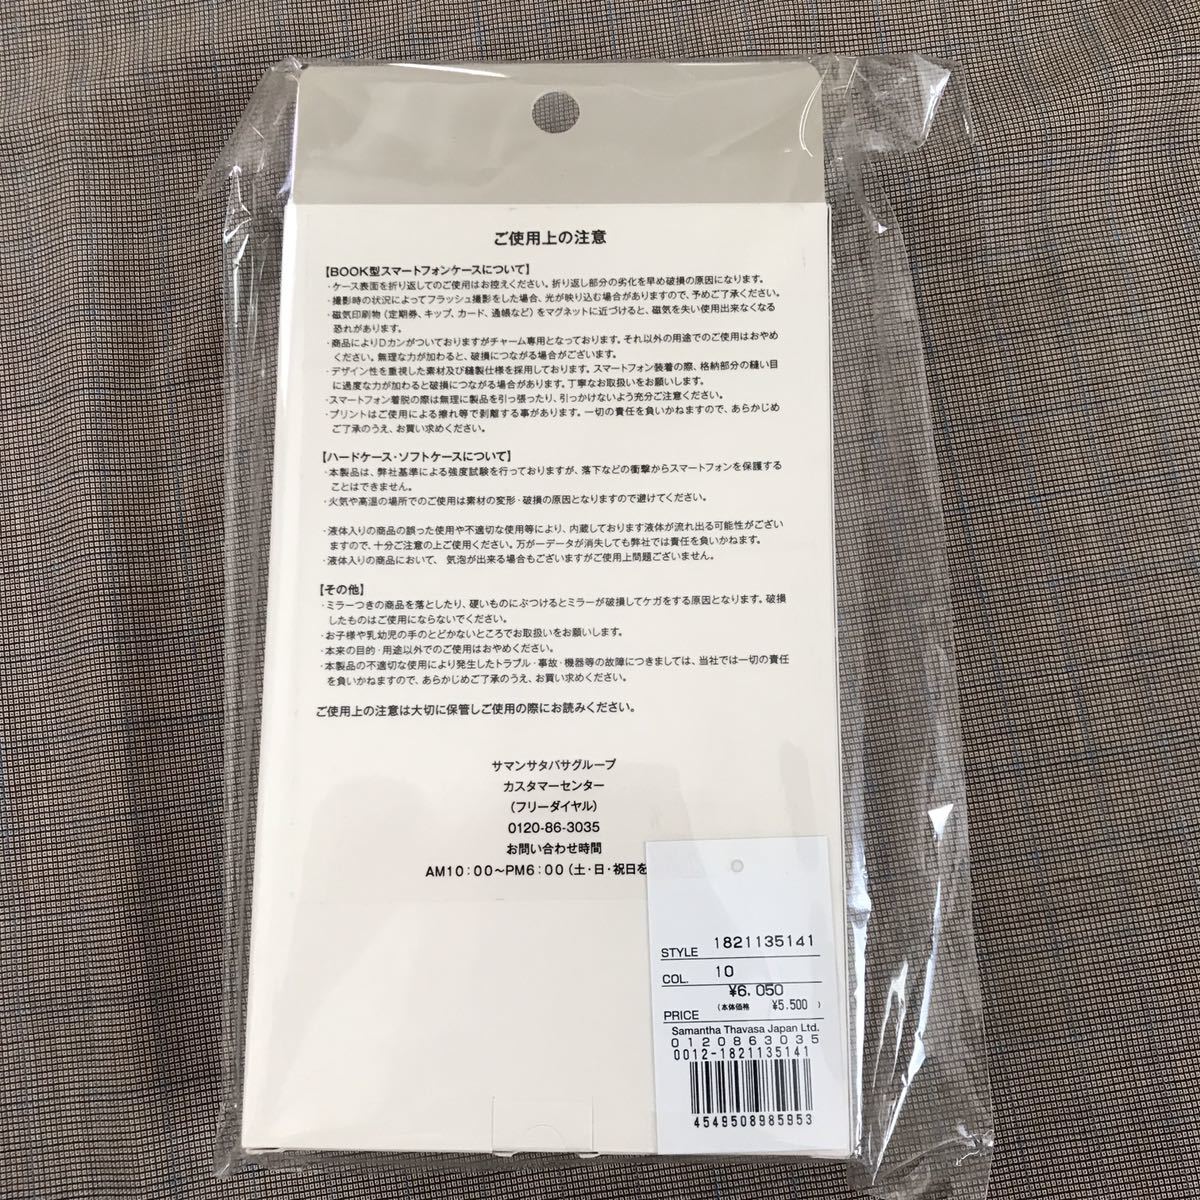 ご使用上の注意
【BOOK型スマートフォンケースについて】
・ケース表面を折り返してのご使用はお控えください。折り返し部分の劣化を早め破損の原因になります。
・撮影時の状況によってフラッシュ撮影をした場合、光が映り込む場合がありますので、予めご了承ください。
・磁気印刷物（定期券、キップ、カード、通帳など）をマグネットに近づけると、磁気を失い使用出来なくなる
恐れがあります。
・商品によりDカンがついておりますがチャーム専用となっております。それ以外の用途でのご使用はおやめ
ください。無理な力が加わると、破損につながる場合がございます。
・デザイン性を重視した素材及び縫製仕様を採用しております。スマートフォン装着の際、格納部分の縫い目
に過度な力が加わると破損につながる場合があります。丁寧なお取扱いをお願いします。
・スマートフォン着脱の際は無理に製品を引っ張ったり、引っかけないよう充分ご注意ください。
・プリントはご使用による擦れ等で剥離する事があります。一切の責任を負いかねますので、あらかじめ
ご了承のうえ、お買い求めください。
【ハードケース・ソフトケースについて】
・本製品は、弊社基準による強度試験を行っておりますが、落下などの衝撃からスマートフォンを保護する
ことはできません。
・火気や高温の場所でのご使用は素材の変形・破損の原因となりますので避けてください。
・液体入りの商品の誤った使用や不適切な使用等により、内蔵しております液体が流れ出る可能性がござい
ますので、十分ご注意の上ご使用ください。万が一データが消失しても弊社では責任を負いかねます。
・液体入りの商品において、 気泡が出来る場合もございますがご使用上問題ございません。
【その他】
・ミラーつきの商品を落としたり、硬いものにぶつけるとミラーが破損してケガをする原因となります。破損
したものはご使用にならないでください。
・お子様や乳幼児の手のとどかないところでお取扱いをお願いします。
・本来の目的・用途以外でのご使用はおやめください。
・本製品の不適切な使用により発生したトラブル・事故・機器等の故障につきましては、当社では一切の責任
を負いかねますので、あらかじめご了承のうえ、お買い求めください。
ご使用上の注意は大切に保管しご使用の際にお読みください。
サマンサタバサグループ
カスタマーセンター
（フリーダイヤル）
0120-86-3035
お問い合わせ時間
AM10：00～PM6：00（土・日・祝日を
STYLE 1821135141
COL. 10
¥6,050
（本体価格 ¥5,500 ）
PRICE
Samantha Thavasa Japan Ltd.
0120863035
0012-1821135141
4549508985953